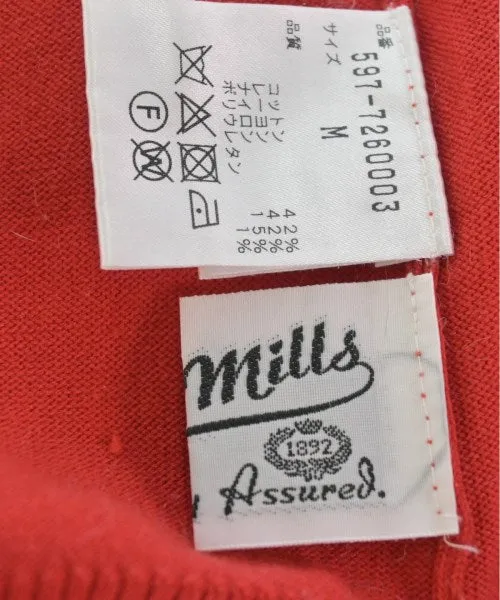 品番 597-7260003
サイズ M
品質
コットン 42%
レーヨン 42%
ナイロン 15%
ポリウレタン 1%
F
W
Mills
1892
Assured.